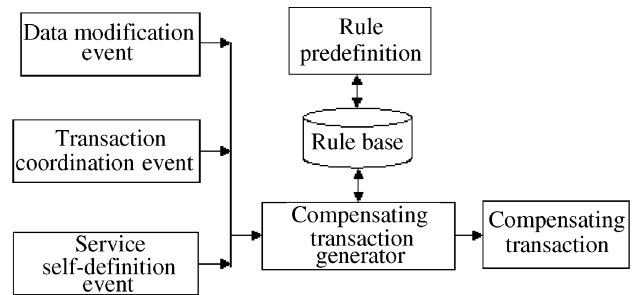 Data modification
event
Rule
predefinition
Transaction
coordination event
Rule base
Service
self-definition
event
Compensating
transaction
generator
Compensating
transaction